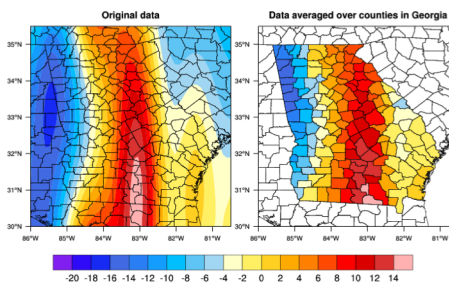 Original data
Data averaged over counties in Georgia
35°N 35°N
34°N 34°N
33°N 33°N
32°N 32°N
31°N 31°N
30°N 30°N
86°W 85°W 84°W 83°W 82°W 81°W 86°W 85°W 84°W 83°W 82°W 81°W
-20 -18 -16 -14 -12 -10 -8 -6 -4 -2 0 2 4 6 8 10 12 14